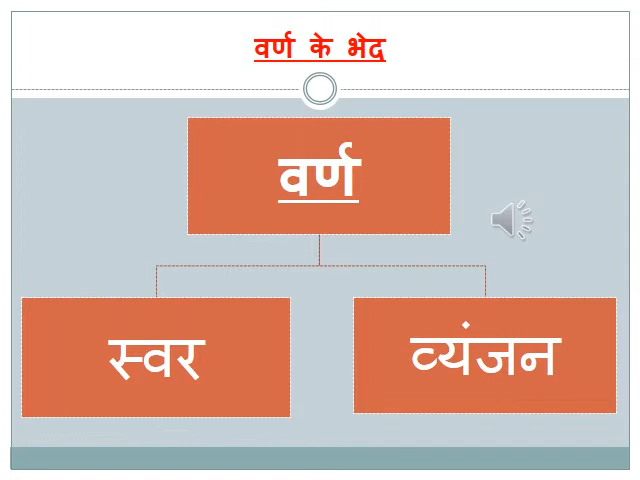 वर्ण के भेद
वर्ण
स्वर
व्यंजन